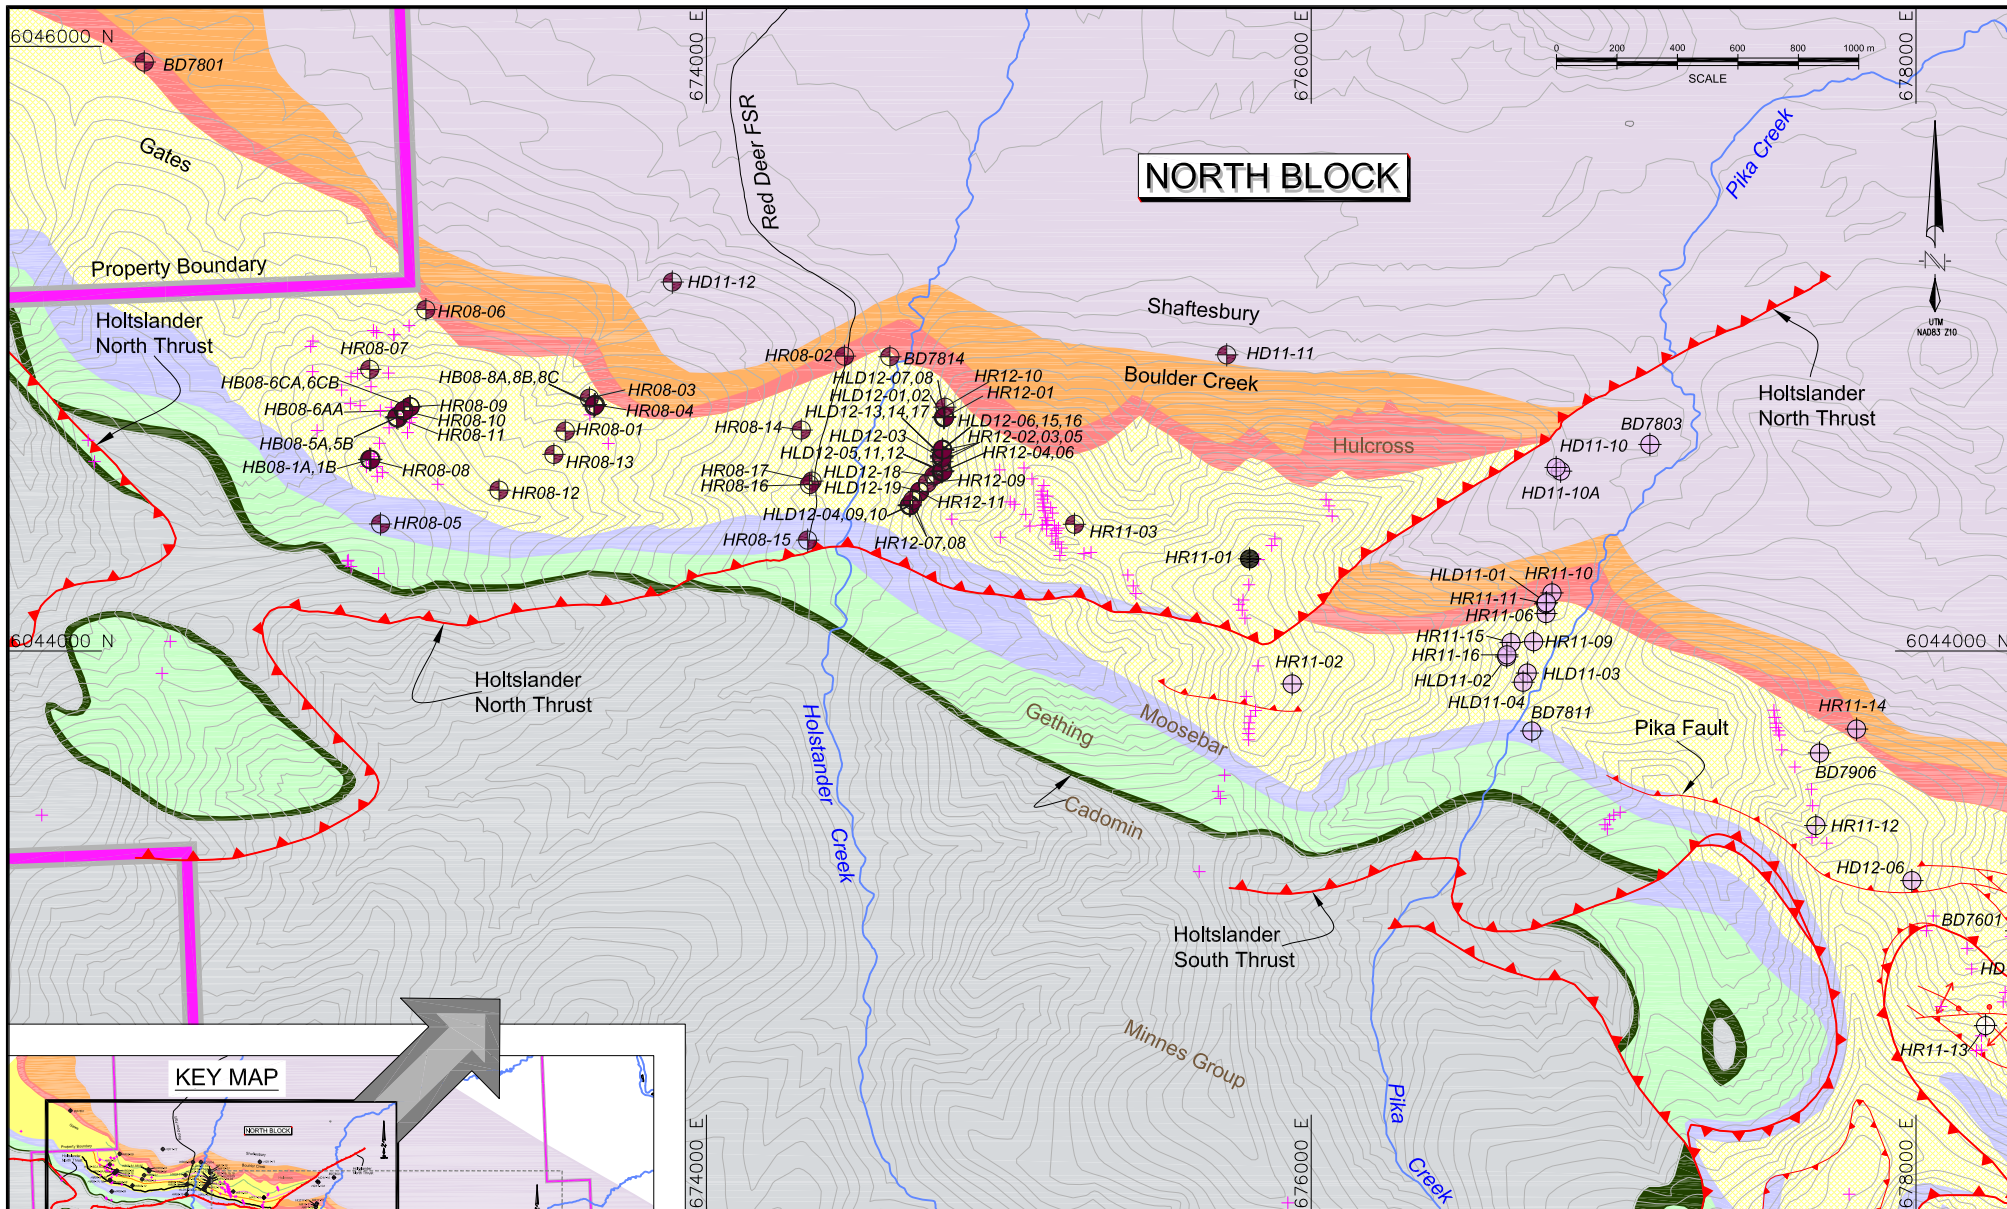 6046000 N
674000 E
676000 E
678000 E
0 200 400 600 800 1000 m
SCALE
BD7801
Gates
Red Deer FSR
NORTH BLOCK
Pika Creek
N
UTM
NAD83 Z10
Property Boundary
HD11-12
Shaftesbury
HR08-06
Holtslander
North Thrust
HR08-07
HR08-02
BD7814
HD11-11
Boulder Creek
HB08-8A,8B,8C
HB08-6CA,6CB
HR08-03
HR08-04
HLD12-07,08
HR12-10
HLD12-01,02
HR12-01
HLD12-13,14,17
HLD12-06,15,16
HB08-6AA
HR08-09
HR08-10
HR08-11
HR08-01
HR08-14
HLD12-03
HR12-02,03,05
HLD12-05,11,12
HR12-04,06
Hulcross
Holtslander
North Thrust
BD7803
HD11-10
HD11-10A
HB08-5A,5B
HB08-1A,1B
HR08-08
HR08-13
HR08-17
HR08-16
HLD12-18
HR12-09
HLD12-19
HR12-11
HR08-12
HLD12-04,09,10
HR12-07,08
HR08-05
HR08-15
HR11-03
HR11-01
HLD11-01
HR11-10
HR11-11
HR11-06
6044000 N
6044000 N
HR11-15
HR11-09
HR11-16
HR11-02
HLD11-02
HLD11-03
HLD11-04
Holtslander
North Thrust
Gething
Moosebar
BD7811
Pika Fault
HR11-14
BD7906
Holstander
Creek
Cadomin
HR11-12
HD12-06
BD7601
Holtslander
South Thrust
HD
HR11-13
Minnes Group
Pika
Creek
KEY MAP
NORTH BLOCK
674000 E
676000 E
678000 E